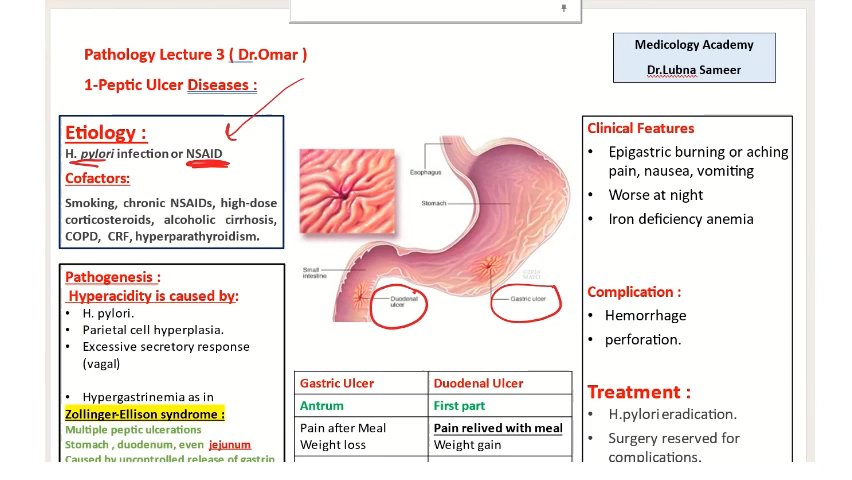 Pathology Lecture 3 ( Dr.Omar )
1-Peptic Ulcer Diseases :
Medicology Academy
Dr.Lubna Sameer
Etiology :
H. pylori infection or NSAID
Cofactors:
Smoking, chronic NSAIDs, high-dose
corticosteroids, alcoholic cirrhosis,
COPD, CRF, hyperparathyroidism.
Pathogenesis :
Hyperacidity is caused by:
• H. pylori.
• Parietal cell hyperplasia.
• Excessive secretory response
(vagal)
• Hypergastrinemia as in
Zollinger-Ellison syndrome :
Multiple peptic ulcerations
Stomach , duodenum, even jejunum
Caused by uncontrolled release of gastrin
Esophagus
Stomach
Small
intestine
Duodenal
ulcer
Gastric ulcer
Gastric Ulcer Duodenal Ulcer
Antrum First part
Pain after Meal Pain relived with meal
Weight loss Weight gain
Clinical Features
• Epigastric burning or aching
pain, nausea, vomiting
• Worse at night
• Iron deficiency anemia
Complication :
• Hemorrhage
• perforation.
Treatment :
• H.pylori eradication.
• Surgery reserved for
complications.